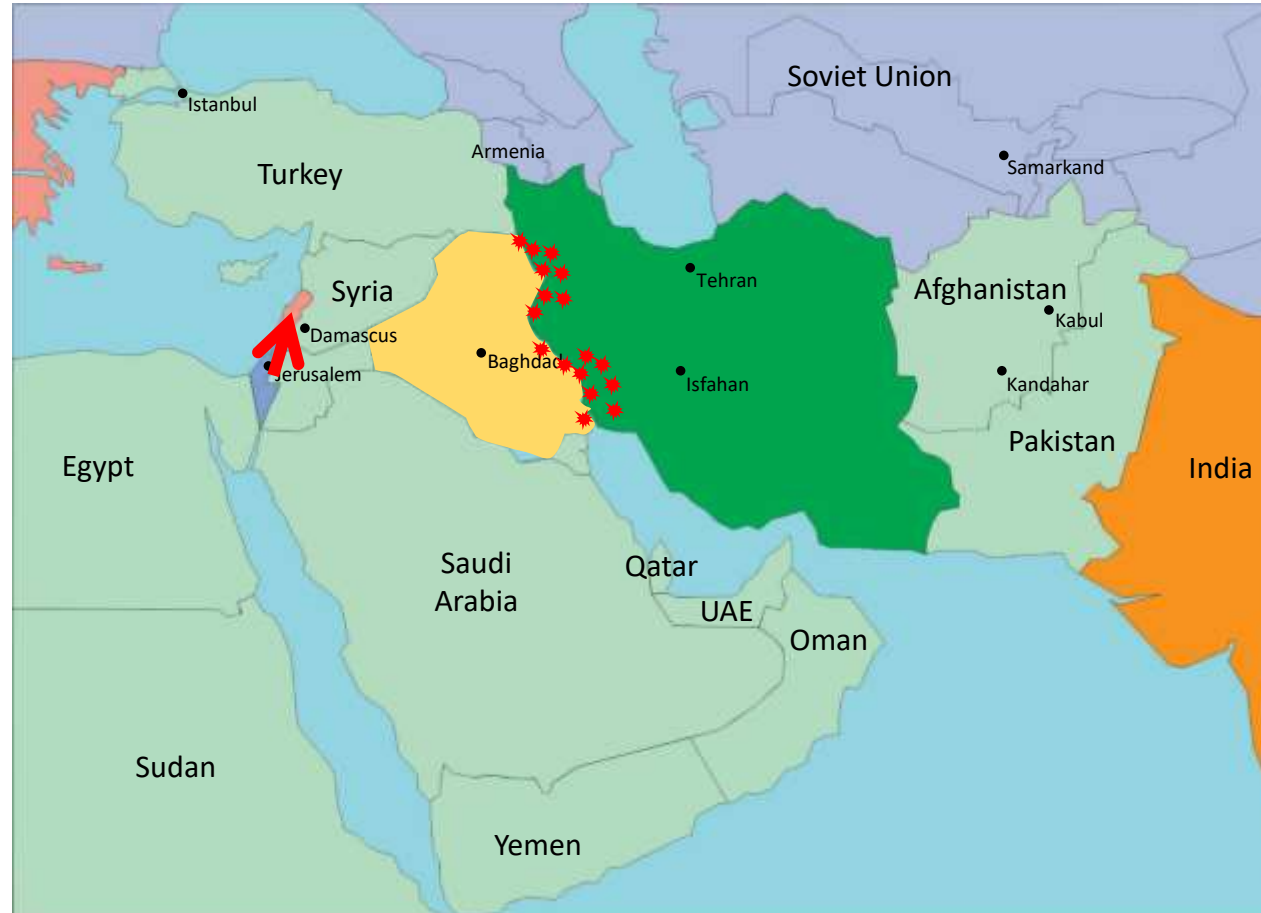 Soviet Union
Istanbul
Armenia
Samarkand
Turkey
Tehran
Syria
Afghanistan
Kabul
Damascus
Baghdad
Jerusalem
Isfahan
Kandahar
Pakistan
Egypt
India
Saudi
Arabia
Qatar
UAE
Oman
Sudan
Yemen